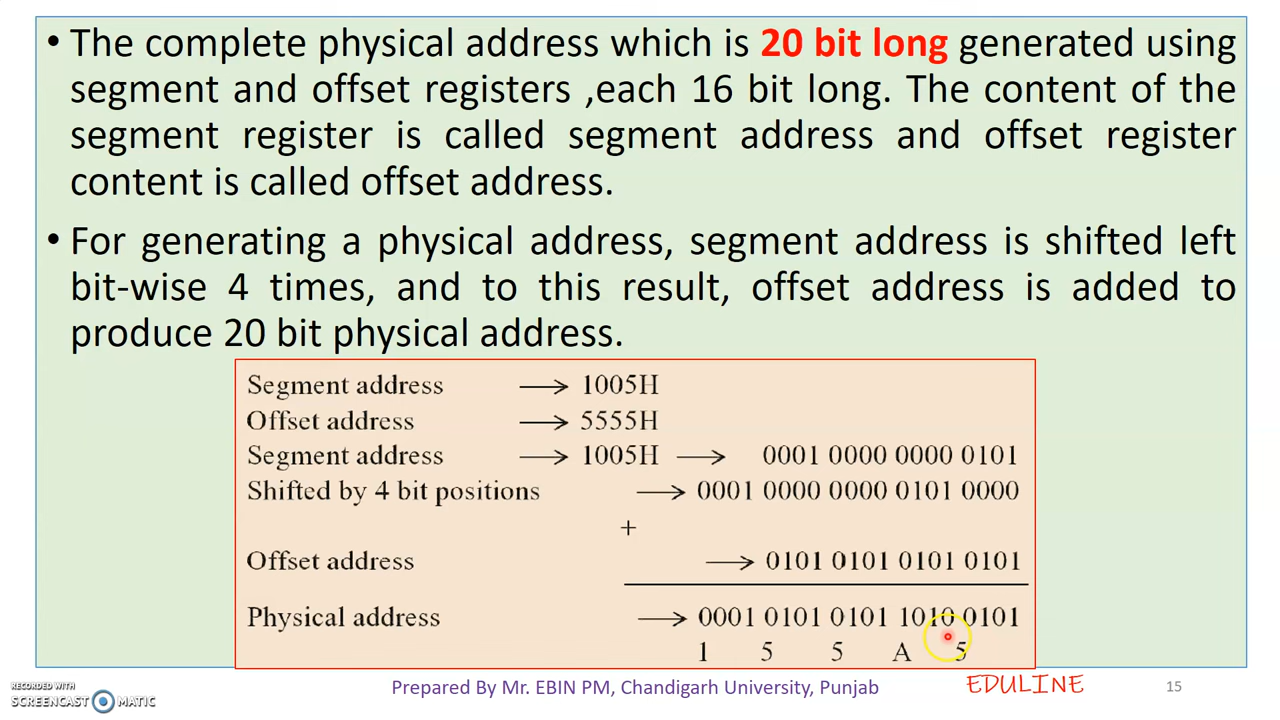 • The complete physical address which is 20 bit long generated using
segment and offset registers ,each 16 bit long. The content of the
segment register is called segment address and offset register
content is called offset address.
• For generating a physical address, segment address is shifted left
bit-wise 4 times, and to this result, offset address is added to
produce 20 bit physical address.
Segment address → 1005H
Offset address → 5555H
Segment address → 1005H → 0001 0000 0000 0101
Shifted by 4 bit positions → 0001 0000 0000 0101 0000
+
Offset address → 0101 0101 0101 0101
Physical address → 0001 0101 0101 1010 0101
1 5 5 A 5
RECORDED WITH
SCREENCAST MATIC
Prepared By Mr. EBIN PM, Chandigarh University, Punjab
EDULINE
15